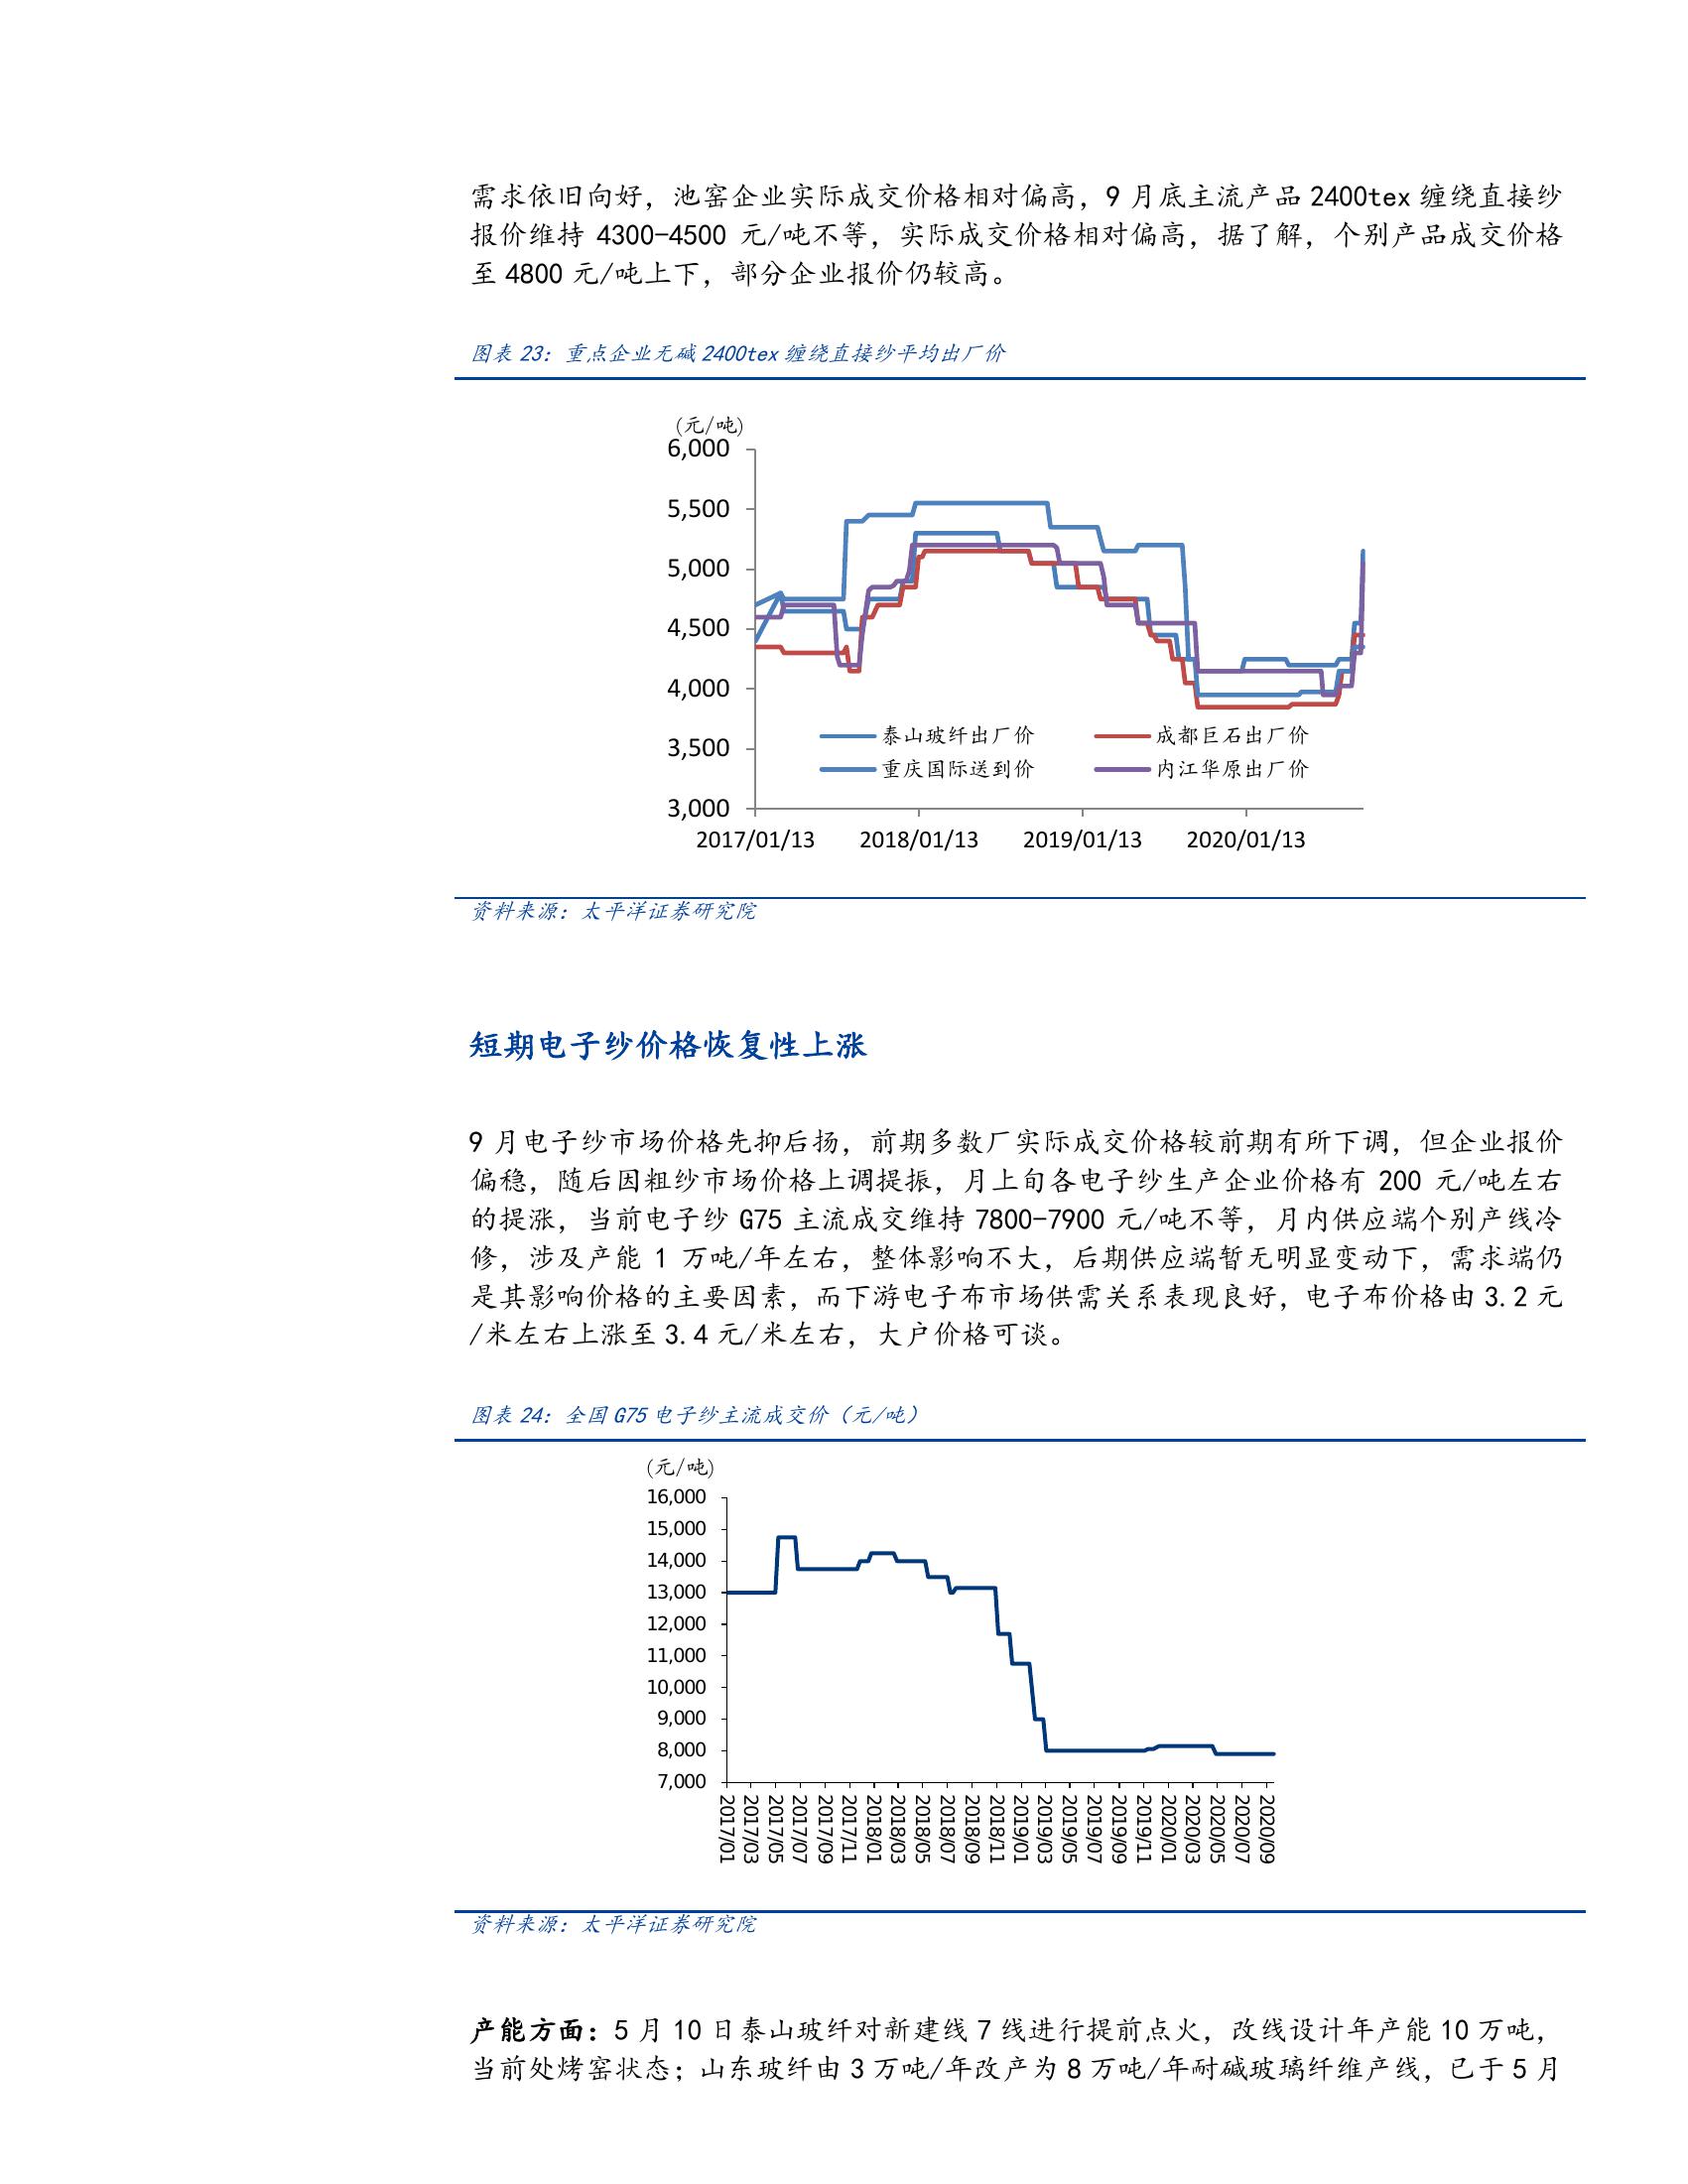 需求依旧向好，池窑企业实际成交价格相对偏高，9 月底主流产品 2400tex 缠绕直接纱
报价维持 4300-4500 元/吨不等，实际成交价格相对偏高，据了解，个别产品成交价格
至 4800 元/吨上下，部分企业报价仍较高。
图表 23：重点企业无碱 2400tex 缠绕直接纱平均出厂价
(元/吨)
6,000
5,500
5,000
4,500
4,000
3,500
3,000
泰山玻纤出厂价
成都巨石出厂价
重庆国际送到价
内江华原出厂价
2017/01/13
2018/01/13
2019/01/13
2020/01/13
资料来源：太平洋证券研究院
短期电子纱价格恢复性上涨
9 月电子纱市场价格先抑后扬，前期多数厂实际成交价格较前期有所下调，但企业报价
偏稳，随后因粗纱市场价格上调提振，月上旬各电子纱生产企业价格有 200 元/吨左右
的提涨，当前电子纱 G75 主流成交维持 7800-7900 元/吨不等，月内供应端个别产线冷
修，涉及产能 1 万吨/年左右，整体影响不大，后期供应端暂无明显变动下，需求端仍
是其影响价格的主要因素，而下游电子布市场供需关系表现良好，电子布价格由 3.2 元
/米左右上涨至 3.4 元/米左右，大户价格可谈。
图表 24：全国 G75 电子纱主流成交价（元/吨）
(元/吨)
16,000
15,000
14,000
13,000
12,000
11,000
10,000
9,000
8,000
7,000
2017/01
2017/03
2017/05
2017/07
2017/09
2017/11
2018/01
2018/03
2018/05
2018/07
2018/09
2018/11
2019/01
2019/03
2019/05
2019/07
2019/09
2019/11
2020/01
2020/03
2020/05
2020/07
2020/09
资料来源：太平洋证券研究院
产能方面：5 月 10 日泰山玻纤对新建线 7 线进行提前点火，改线设计年产能 10 万吨，
当前处烤窑状态；山东玻纤由 3 万吨/年改产为 8 万吨/年耐碱玻璃纤维产线，已于 5 月